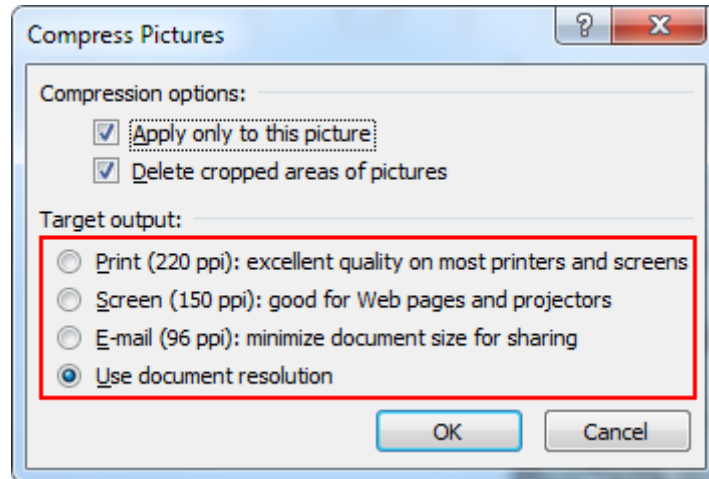 Compress Pictures
Compression options:
Apply only to this picture
Delete cropped areas of pictures
Target output:
Print (220 ppi): excellent quality on most printers and screens
Screen (150 ppi): good for Web pages and projectors
E-mail (96 ppi): minimize document size for sharing
Use document resolution
OK Cancel